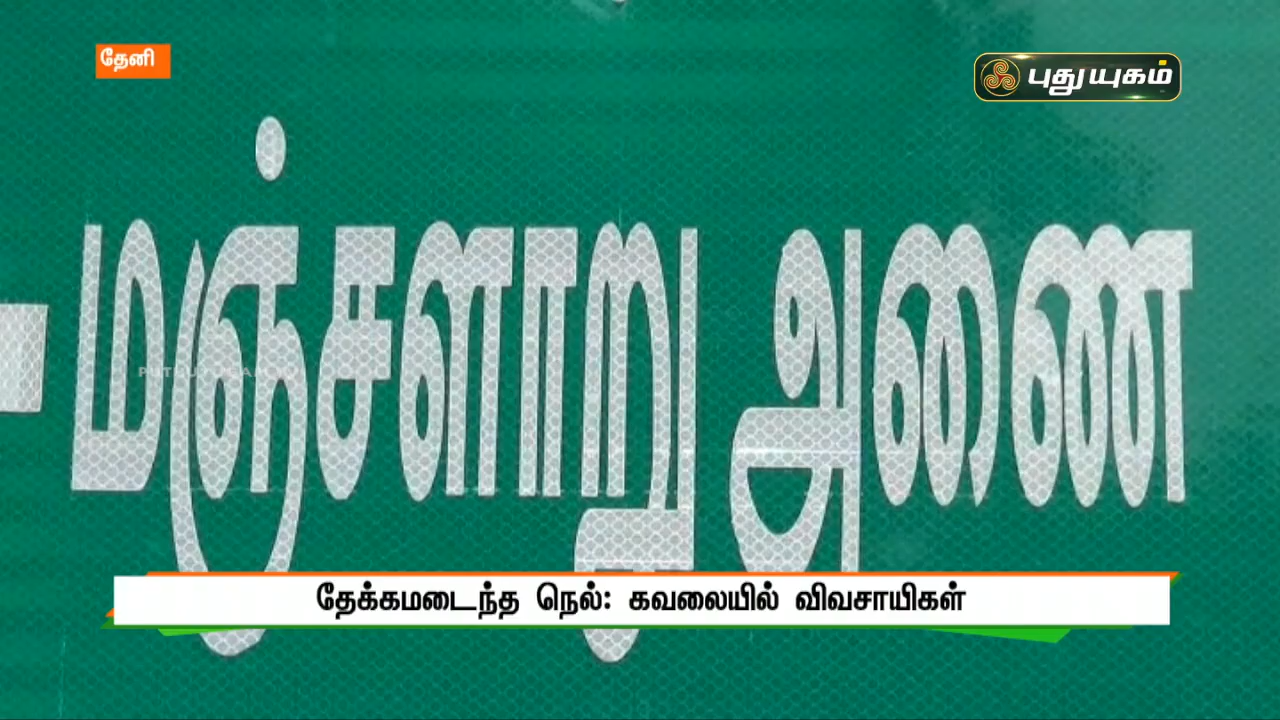 தேனி
புதுயுகம்
மஞ்சளாறு அணை
தேக்கமடைந்த நெல்: கவலையில் விவசாயிகள்